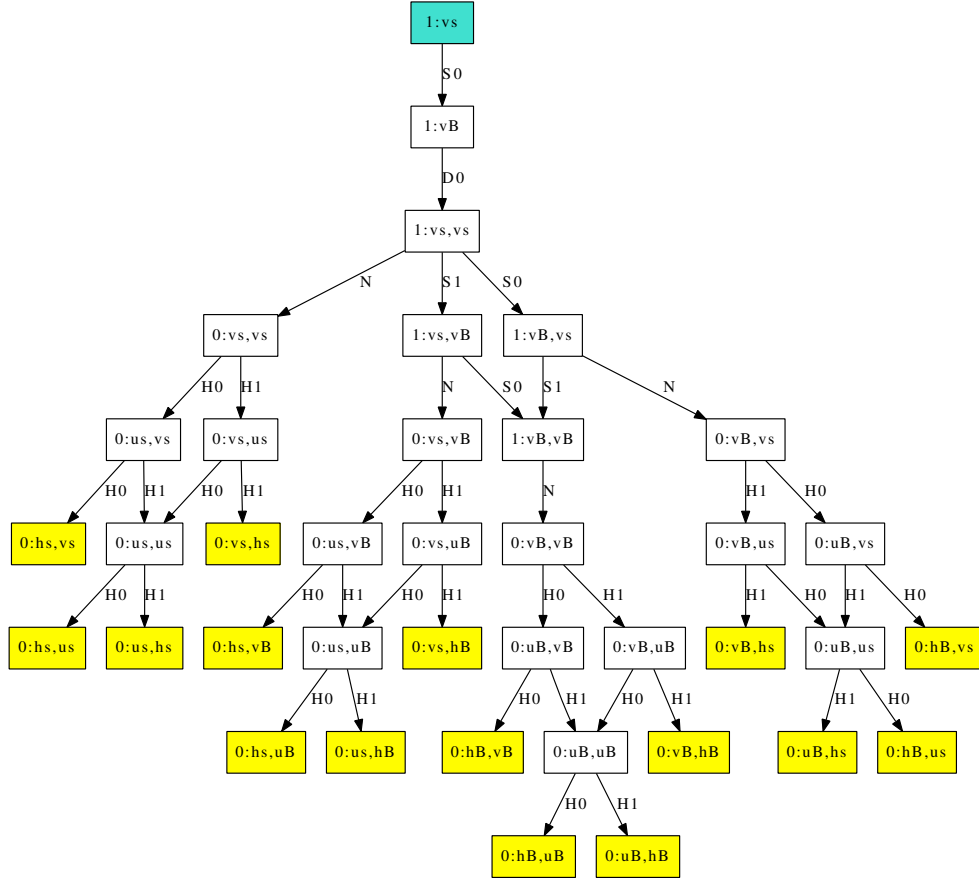 1:vs
S0
1:vB
D0
1:vs,vs
N
S1
S0
0:vs,vs
1:vs,vB
1:vB,vs
H0
H1
N
S0
S1
N
0:us,vs
0:vs,us
0:vs,vB
1:vB,vB
0:vB,vs
H0
H1
H0
H1
H0
H1
N
H1
H0
0:hs,vs
0:us,us
0:vs,hs
0:us,vB
0:vs,uB
0:vB,vB
0:vB,us
0:uB,vs
H0
H1
H0
H1
H0
H1
H0
H1
H1
H0
H1
H0
0:hs,us
0:us,hs
0:hs,vB
0:us,uB
0:vs,hB
0:uB,vB
0:vB,uB
0:vB,hs
0:uB,us
0:hB,vs
H0
H1
H0
H1
H0
H1
H1
H0
0:hs,uB
0:us,hB
0:hB,vB
0:uB,uB
0:vB,hB
0:uB,hs
0:hB,us
H0
H1
0:hB,uB
0:uB,hB